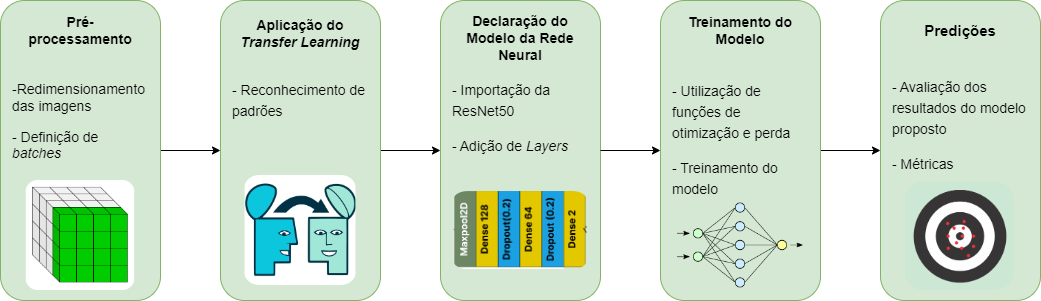 Pré-
processamento
-Redimensionamento
das imagens
- Definição de
batches
Aplicação do
Transfer Learning
- Reconhecimento de
padrões
Declaração do
Modelo da Rede
Neural
- Importação da
ResNet50
- Adição de Layers
Maxpool2D
Dense 128
Dropout(0.2)
Dense 64
Dropout (0.2)
Dense 2
Treinamento do
Modelo
- Utilização de
funções de
otimização e perda
- Treinamento do
modelo
Predições
- Avaliação dos
resultados do modelo
proposto
- Métricas